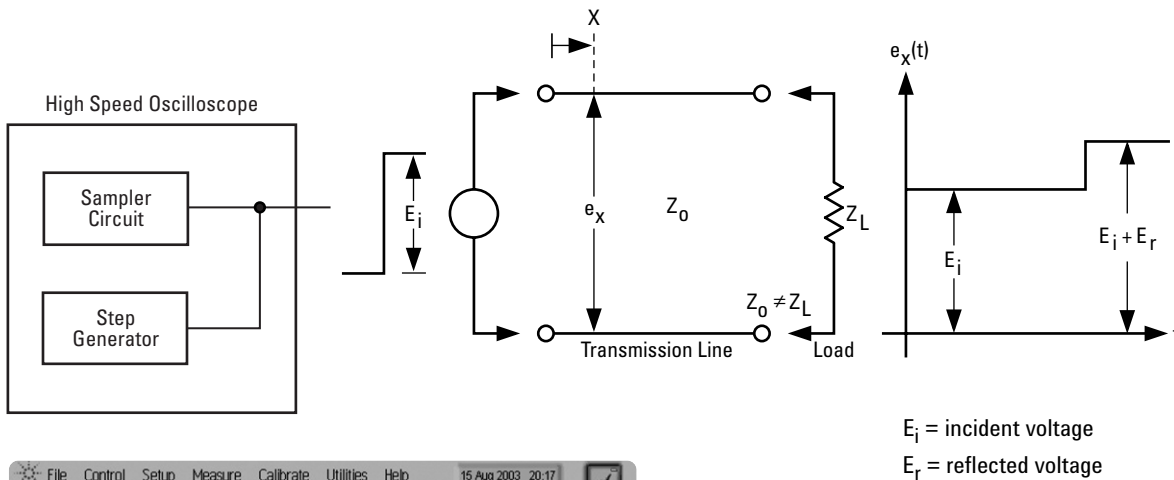 High Speed Oscilloscope
Sampler
Circuit
Step
Generator
E_i
X
e_x
Z_o
Z_L
Z_o ≠ Z_L
Transmission Line
Load
e_x(t)
E_i
E_i + E_r
E_i = incident voltage
E_r = reflected voltage
File Control Setup Measure Calibrate Utilities Help 15 Aug 2003 20:17